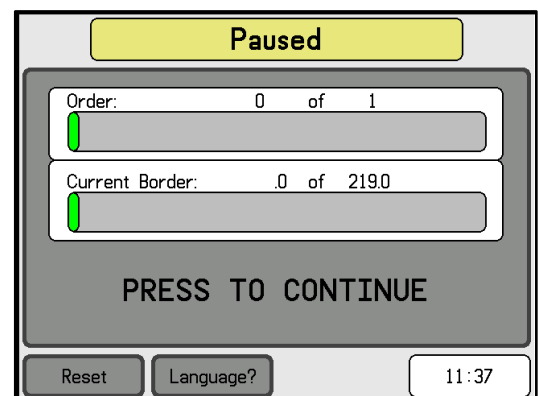 Paused
Order: 0 of 1
Current Border: .0 of 219.0
PRESS TO CONTINUE
Reset Language? 11:37